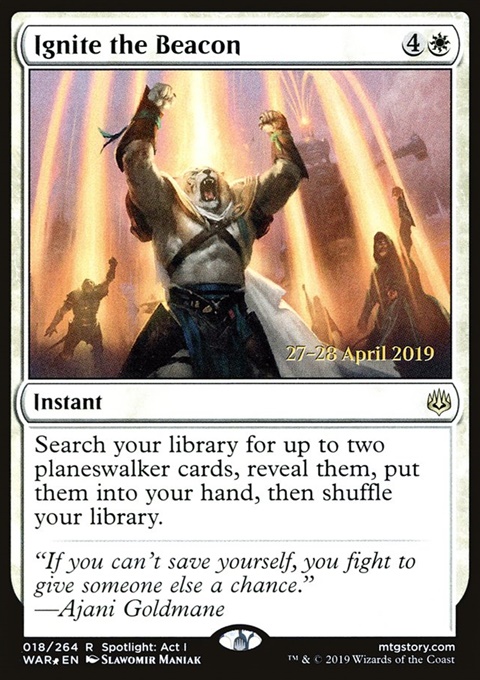 Ignite the Beacon 4
27–28 April 2019
Instant
Search your library for up to two
planeswalker cards, reveal them, put
them into your hand, then shuffle
your library.
“If you can’t save yourself, you fight to
give someone else a chance.”
—Ajani Goldmane
018/264 R Spotlight: Act I
mtgstory.com
WAR★EN Slawomir Maniak
™ & © 2019 Wizards of the Coast